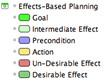 Effects-Based Planning
Goal
Intermediate Effect
Precondition
Action
Un-Desirable Effect
Desirable Effect